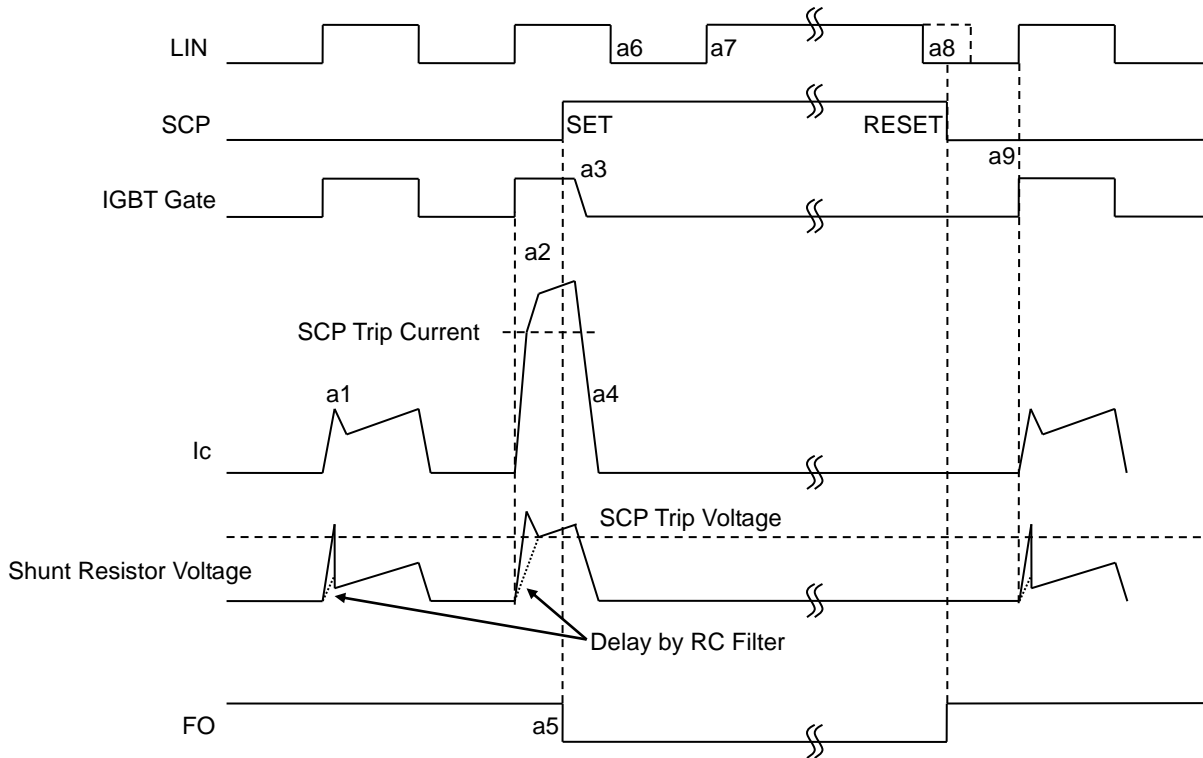 LIN
a6
a7
a8
SCP
SET
RESET
a9
a3
IGBT Gate
a2
SCP Trip Current
a1
a4
Ic
SCP Trip Voltage
Shunt Resistor Voltage
Delay by RC Filter
FO
a5